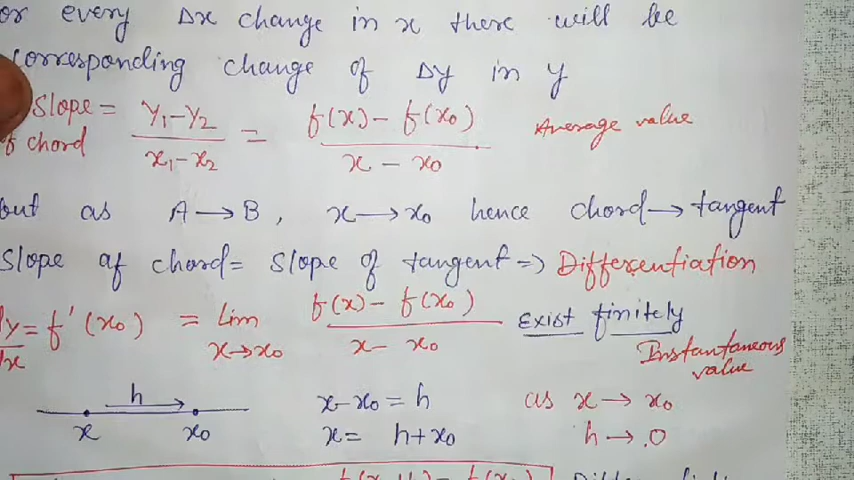 or every Δx change in x there will be
corresponding change of Δy in y
Slope = y₁-y₂ / x₁-x₂ = f(x) - f(x₀) / x - x₀ Average value
of chord
but as A → B, x → x₀ hence chord → tangent
Slope of chord = Slope of tangent => Differentiation
dy/dx = f'(x₀) = Lim x→x₀ f(x) - f(x₀) / x - x₀ Exist finitely
Instantaneous value
h
x x₀
x-x₀ = h as x → x₀
x = h+x₀ h → 0